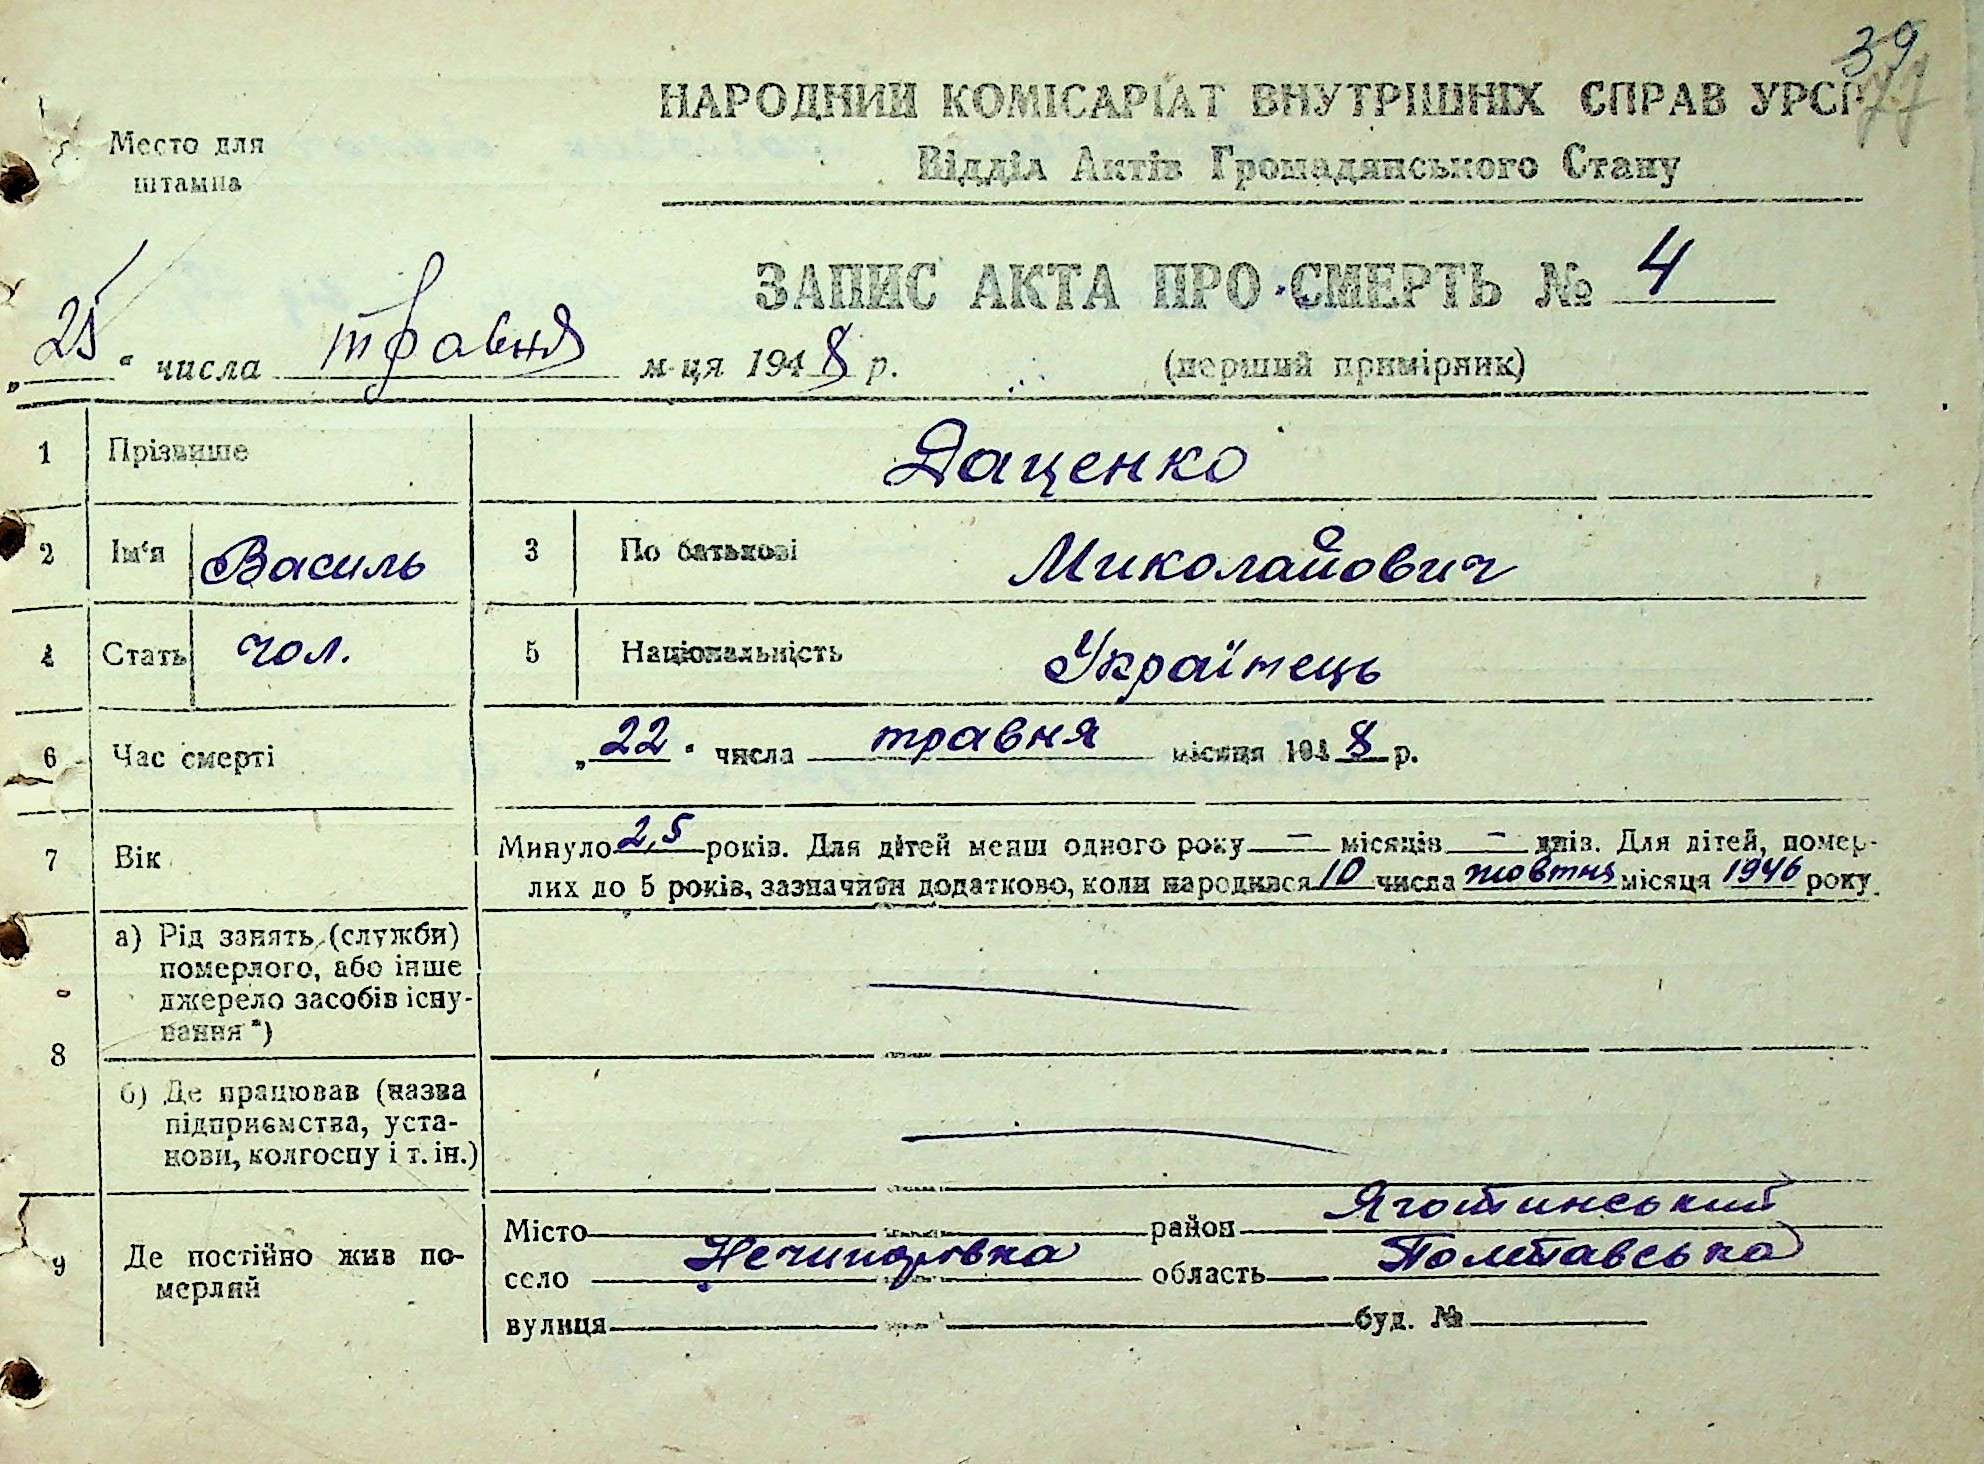 39
77
НАРОДНИЙ КОМІСАРІАТ ВНУТРІШНІХ СПРАВ УРСР
Место для
штампа
Відділ Актів Громадянського Стану
ЗАПИС АКТА ПРО СМЕРТЬ № 4
„25“ числа травня м-ця 1948 р.
(перший примірник)
1 Прізвище Даценко
2 Ім'я Василь 3 По батькові Миколайович
4 Стать чол. 5 Національність Українець
6 Час смерті „22“ числа травня місяця 1948 р.
7 Вік Минуло 2,5 років. Для дітей менш одного року — місяців — днів. Для дітей, помер-
лих до 5 років, зазначити додатково, коли народився 10 числа жовтня місяця 1946 року
8
а) Рід занять (служби)
померлого, або інше
джерело засобів існу-
вання*)
б) Де працював (назва
підприємства, уста-
нови, колгоспу і т. ін.)
9 Де постійно жив по-
мерлий
Місто район Яготинський
село Нечипорівка область Полтавська
вулиця буд. №